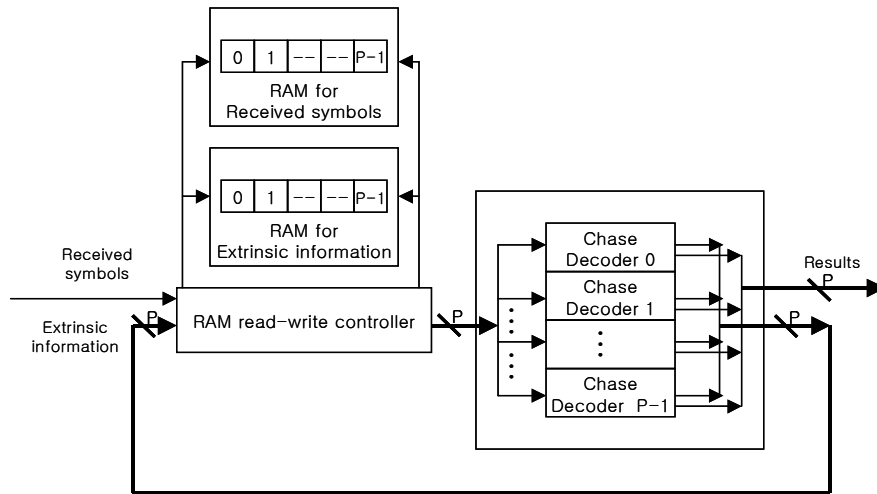 0 1 -- -- P-1
RAM for
Received symbols
0 1 -- -- P-1
RAM for
Extrinsic information
Received
symbols
Extrinsic
information
P
RAM read-write controller
P
Chase
Decoder 0
Chase
Decoder 1
Chase
Decoder P-1
Results
P
P